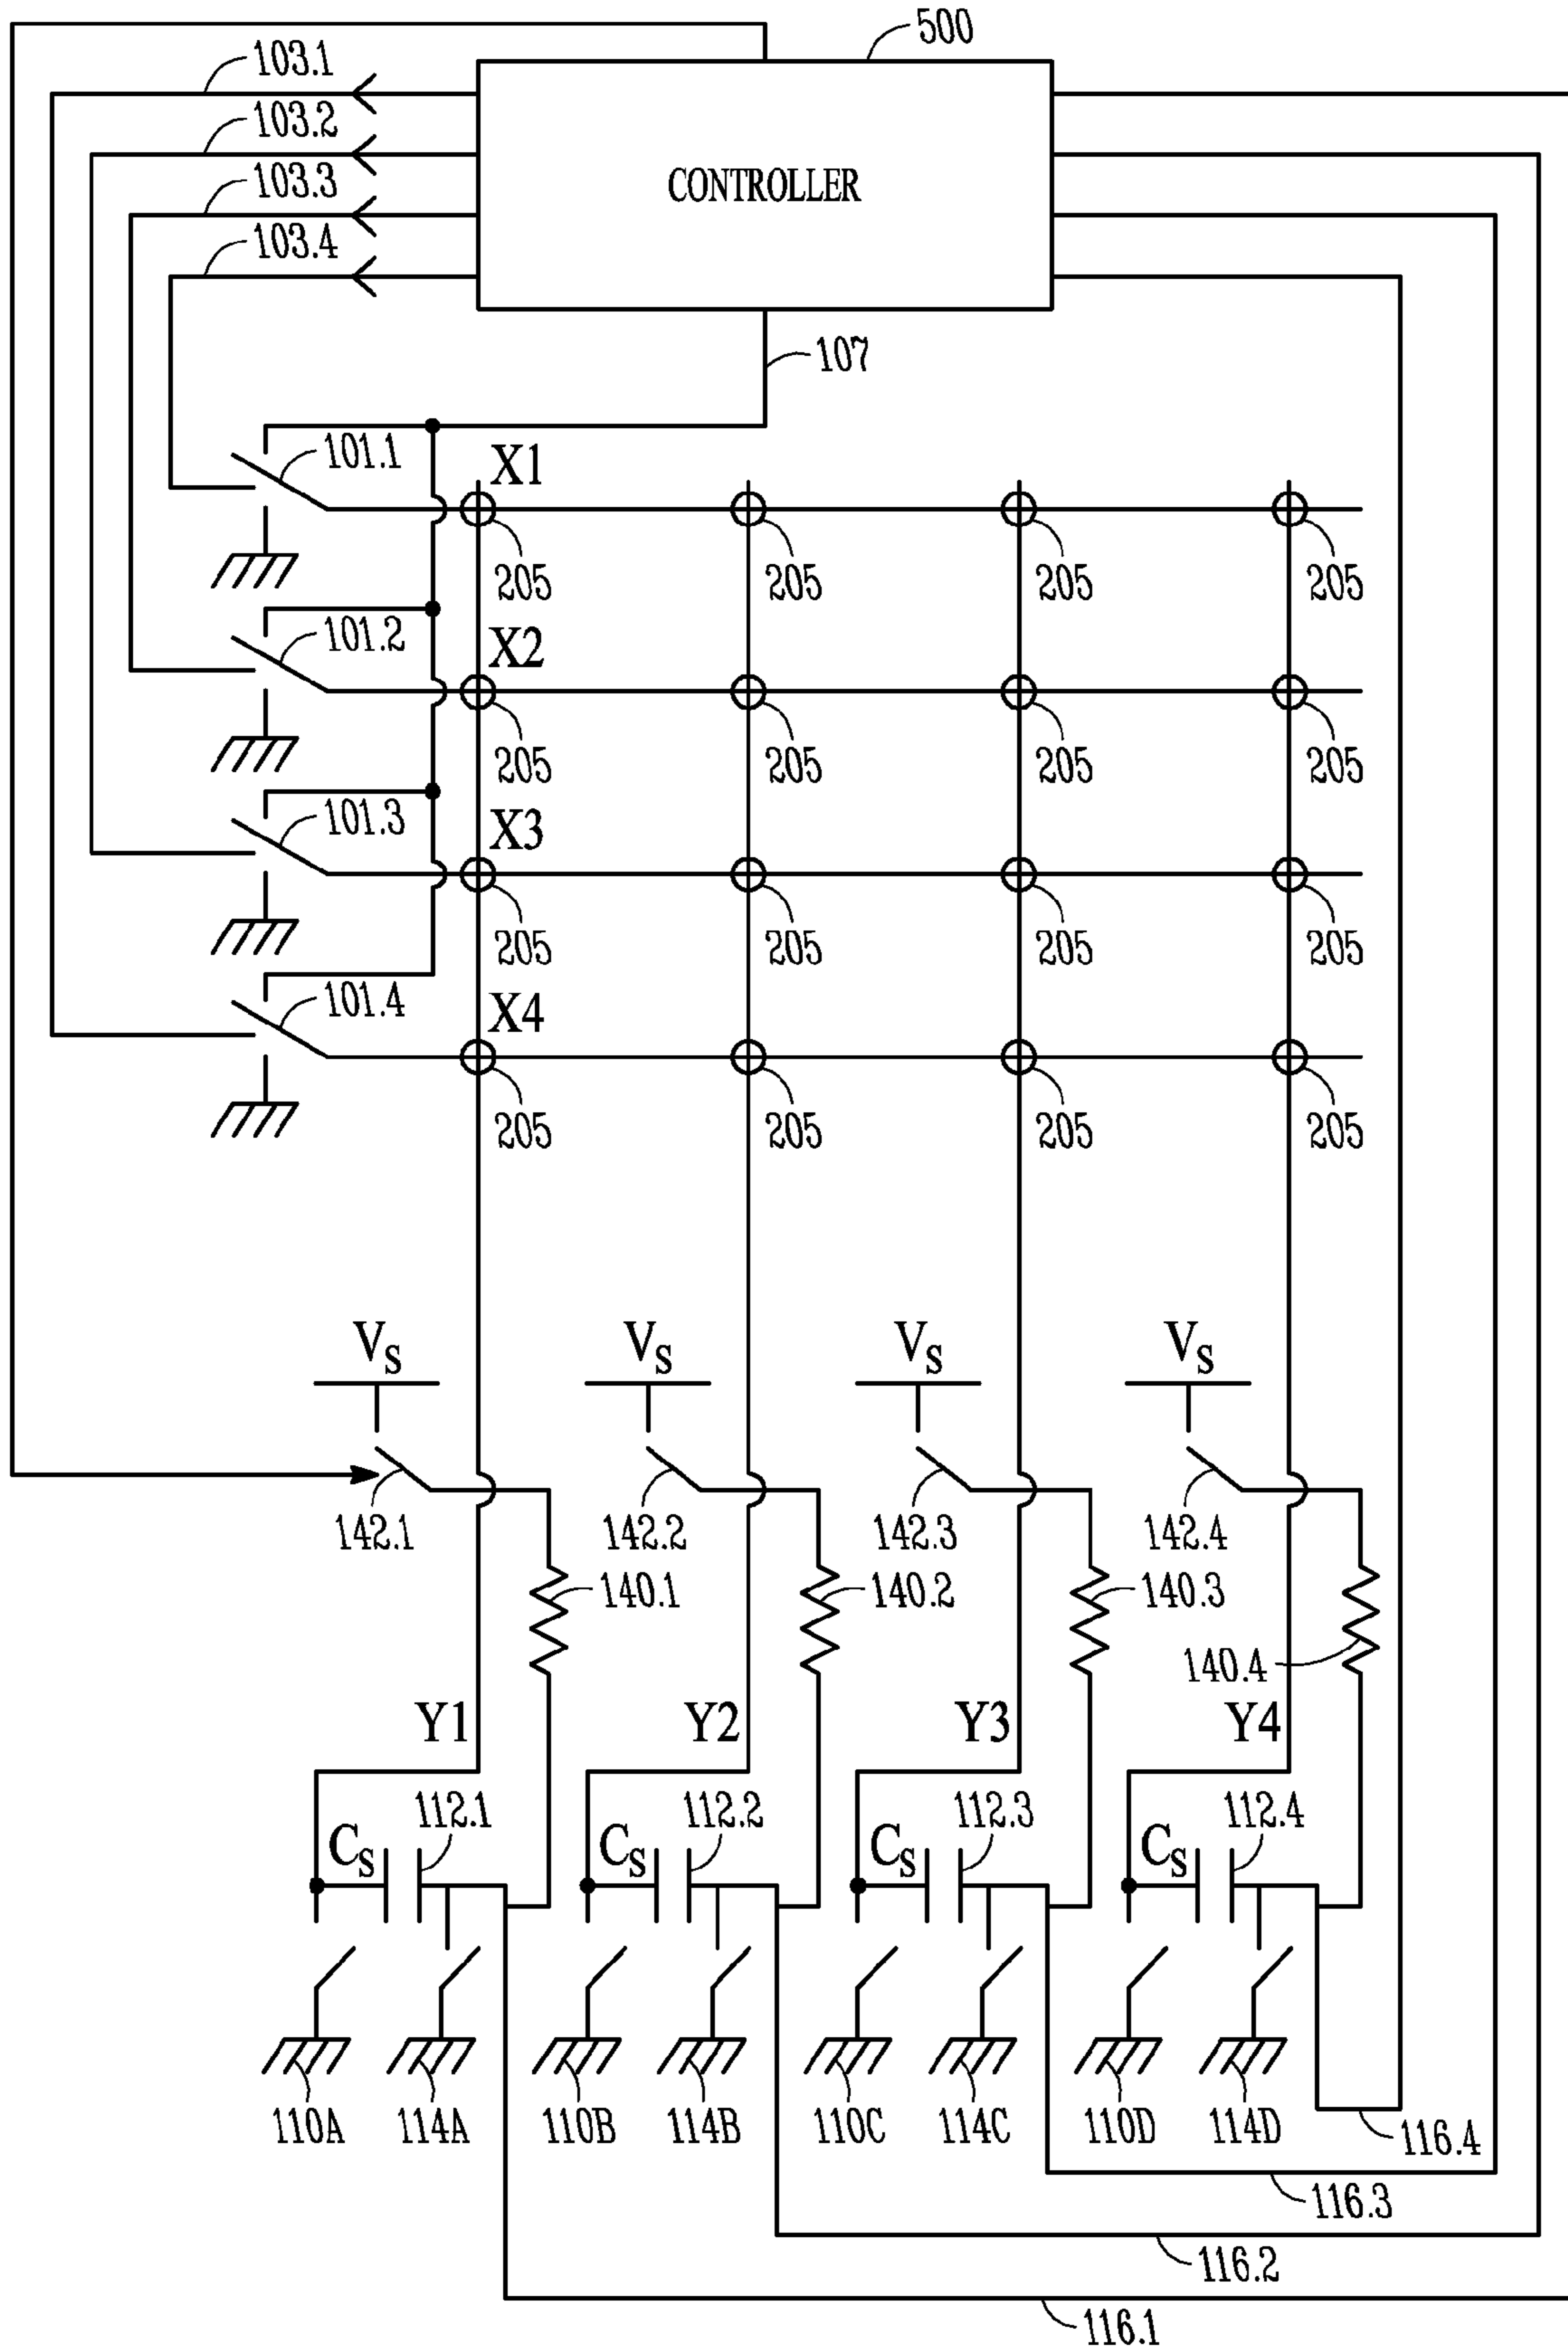 500
103.1
103.2
103.3
103.4
CONTROLLER
107
101.1
X1
205 205 205 205
101.2
X2
205 205 205 205
101.3
X3
205 205 205 205
101.4
X4
205 205 205 205
VS VS VS VS
142.1 142.2 142.3 142.4
140.1 140.2 140.3
140.4
Y1 Y2 Y3 Y4
112.1 112.2 112.3 112.4
CS CS CS CS
110A 114A 110B 114B 110C 114C 110D 114D
116.4
116.3
116.2
116.1